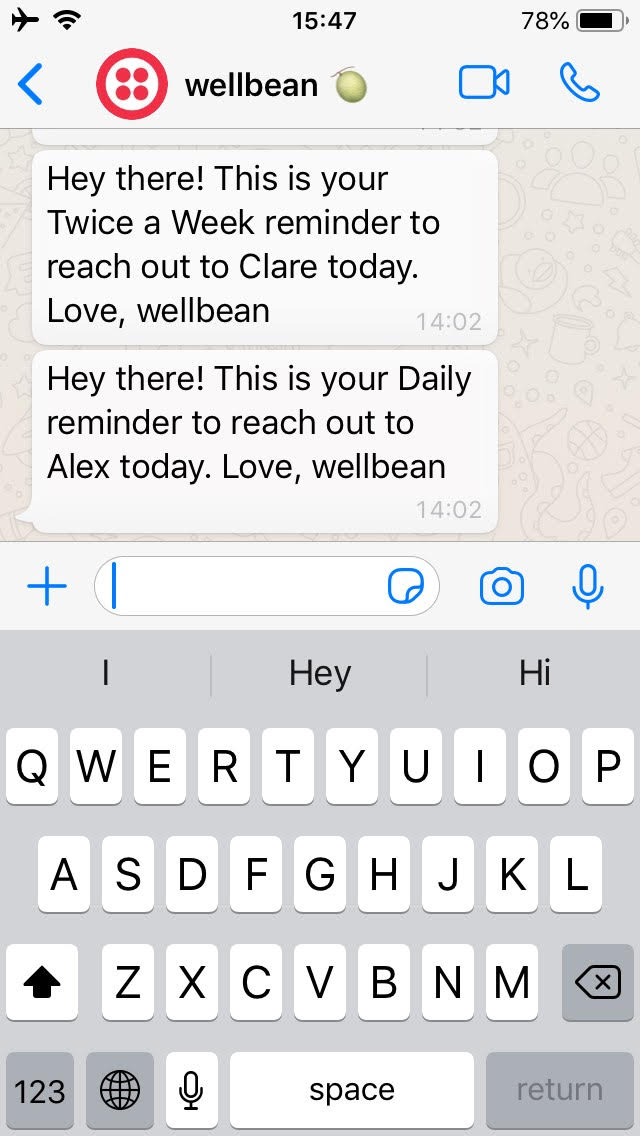 15:47
78%
wellbean
Hey there! This is your
Twice a Week reminder to
reach out to Clare today.
Love, wellbean
14:02
Hey there! This is your Daily
reminder to reach out to
Alex today. Love, wellbean
14:02
I Hey Hi
Q W E R T Y U I O P
A S D F G H J K L
Z X C V B N M
123 space return